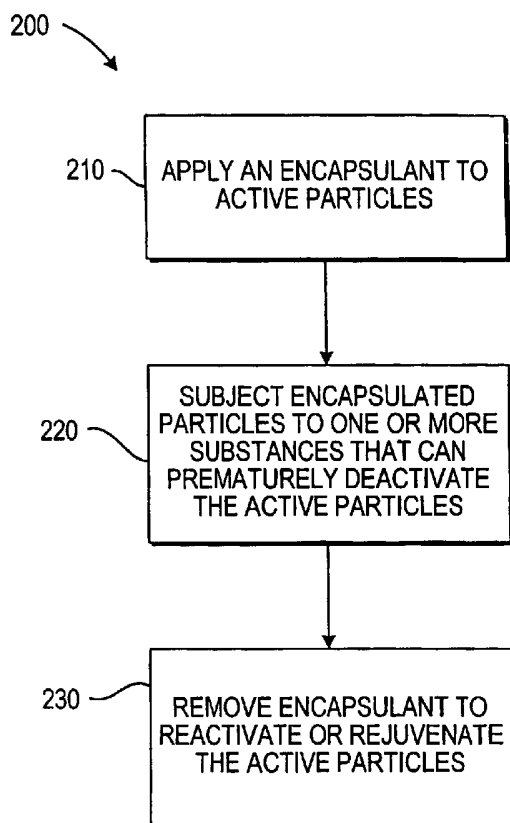 200
210
APPLY AN ENCAPSULANT TO
ACTIVE PARTICLES
220
SUBJECT ENCAPSULATED
PARTICLES TO ONE OR MORE
SUBSTANCES THAT CAN
PREMATURELY DEACTIVATE
THE ACTIVE PARTICLES
230
REMOVE ENCAPSULANT TO
REACTIVATE OR REJUVENATE
THE ACTIVE PARTICLES